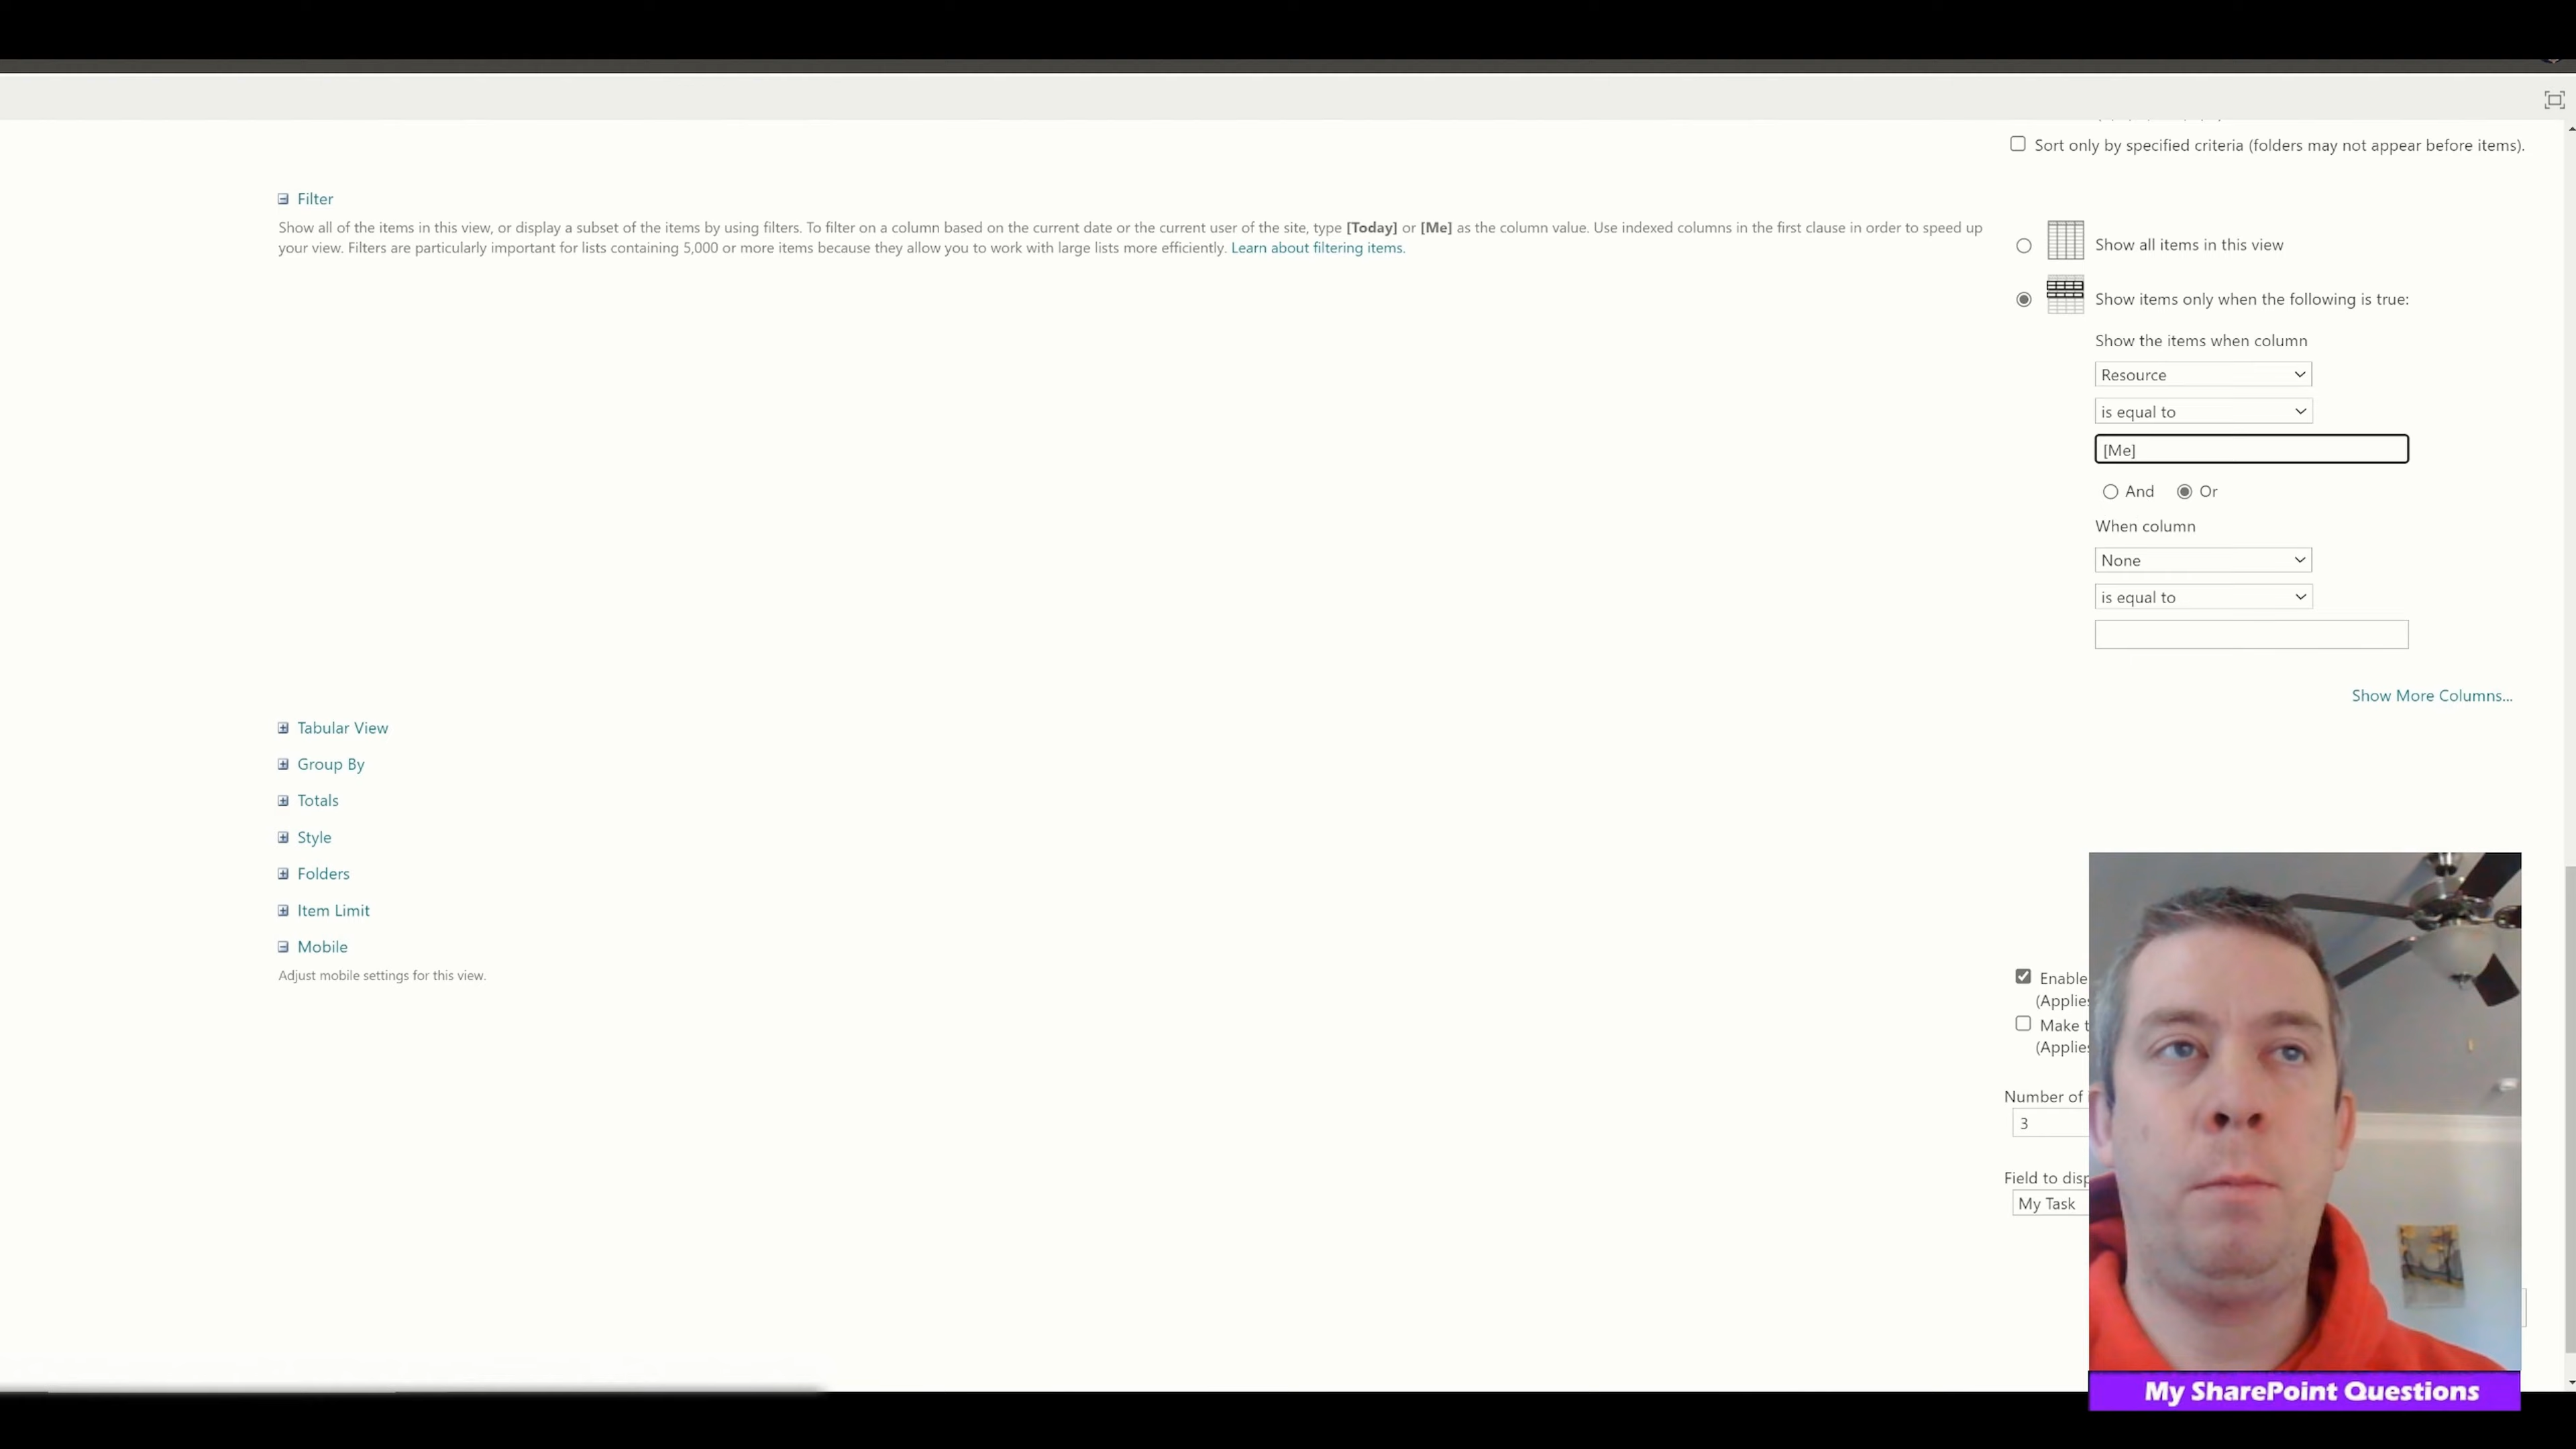 Sort only by specified criteria (folders may not appear before items).
Filter
Show all of the items in this view, or display a subset of the items by using filters. To filter on a column based on the current date or the current user of the site, type [Today] or [Me] as the column value. Use indexed columns in the first clause in order to speed up
your view. Filters are particularly important for lists containing 5,000 or more items because they allow you to work with large lists more efficiently. Learn about filtering items.
Show all items in this view
Show items only when the following is true:
Show the items when column
Resource
is equal to
[Me]
And Or
When column
None
is equal to
Show More Columns...
Tabular View
Group By
Totals
Style
Folders
Item Limit
Mobile
Adjust mobile settings for this view.
Enable
(Applies
Make t
(Applies
Number of
3
Field to disp
My Task
My SharePoint Questions